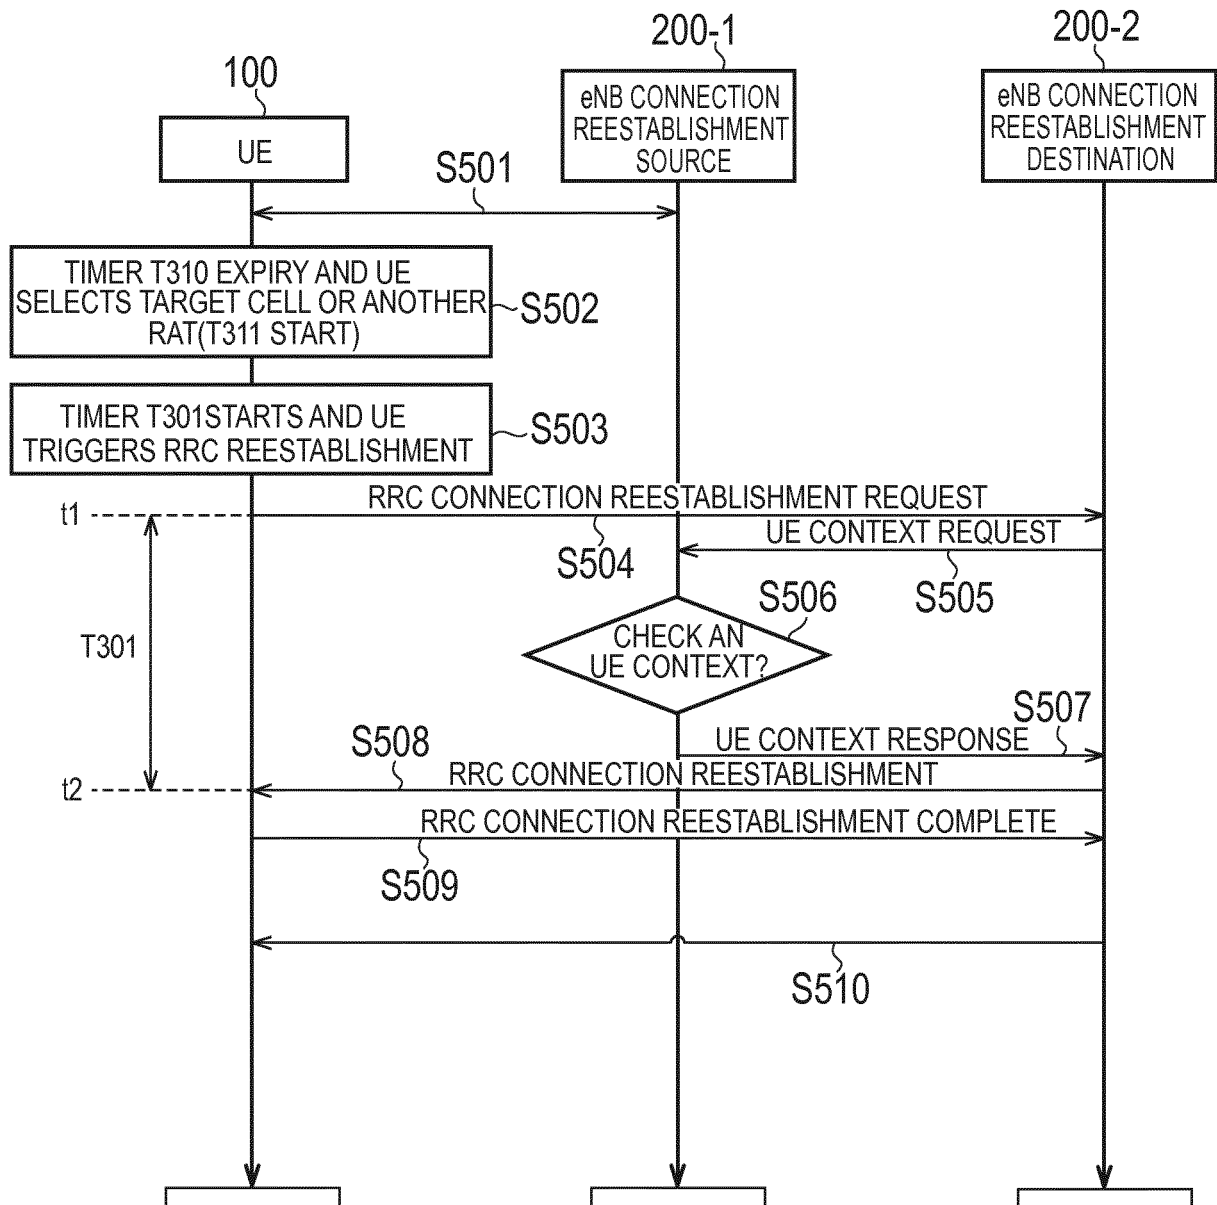 200-1
200-2
100
eNB CONNECTION
REESTABLISHMENT
SOURCE
eNB CONNECTION
REESTABLISHMENT
DESTINATION
UE
S501
TIMER T310 EXPIRY AND UE
SELECTS TARGET CELL OR ANOTHER
RAT(T311 START)
S502
TIMER T301STARTS AND UE
TRIGGERS RRC REESTABLISHMENT
S503
RRC CONNECTION REESTABLISHMENT REQUEST
t1
UE CONTEXT REQUEST
S504
S505
S506
CHECK AN
UE CONTEXT?
T301
S507
UE CONTEXT RESPONSE
S508
RRC CONNECTION REESTABLISHMENT
t2
RRC CONNECTION REESTABLISHMENT COMPLETE
S509
S510